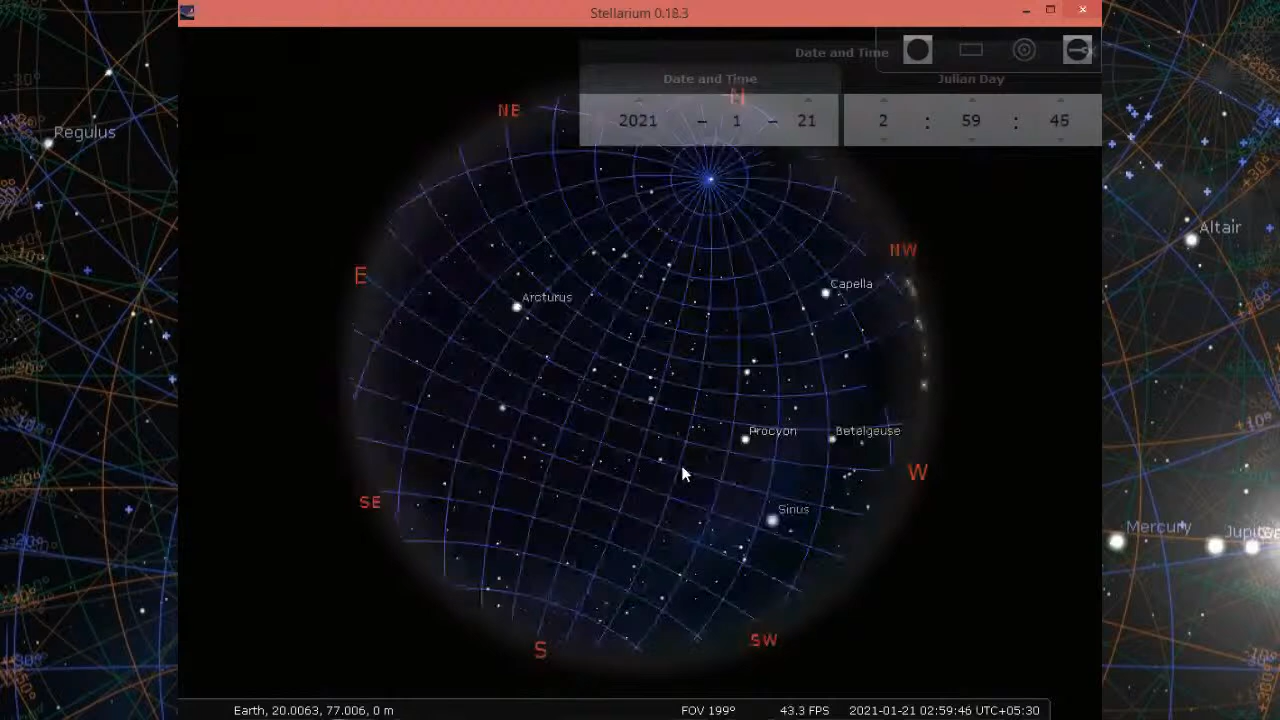 Stellarium 0.18.3
Date and Time
Date and Time
Julian Day
2021 - 1 - 21
2 : 59 : 45
N
NE
Regulus
Altair
NW
E
Capella
Arcturus
Procyon
Betelgeuse
W
SE
Sirius
Mercury
Jupiter
SW
S
Earth, 20.0063, 77.006, 0 m
FOV 199°
43.3 FPS
2021-01-21 02:59:46 UTC+05:30